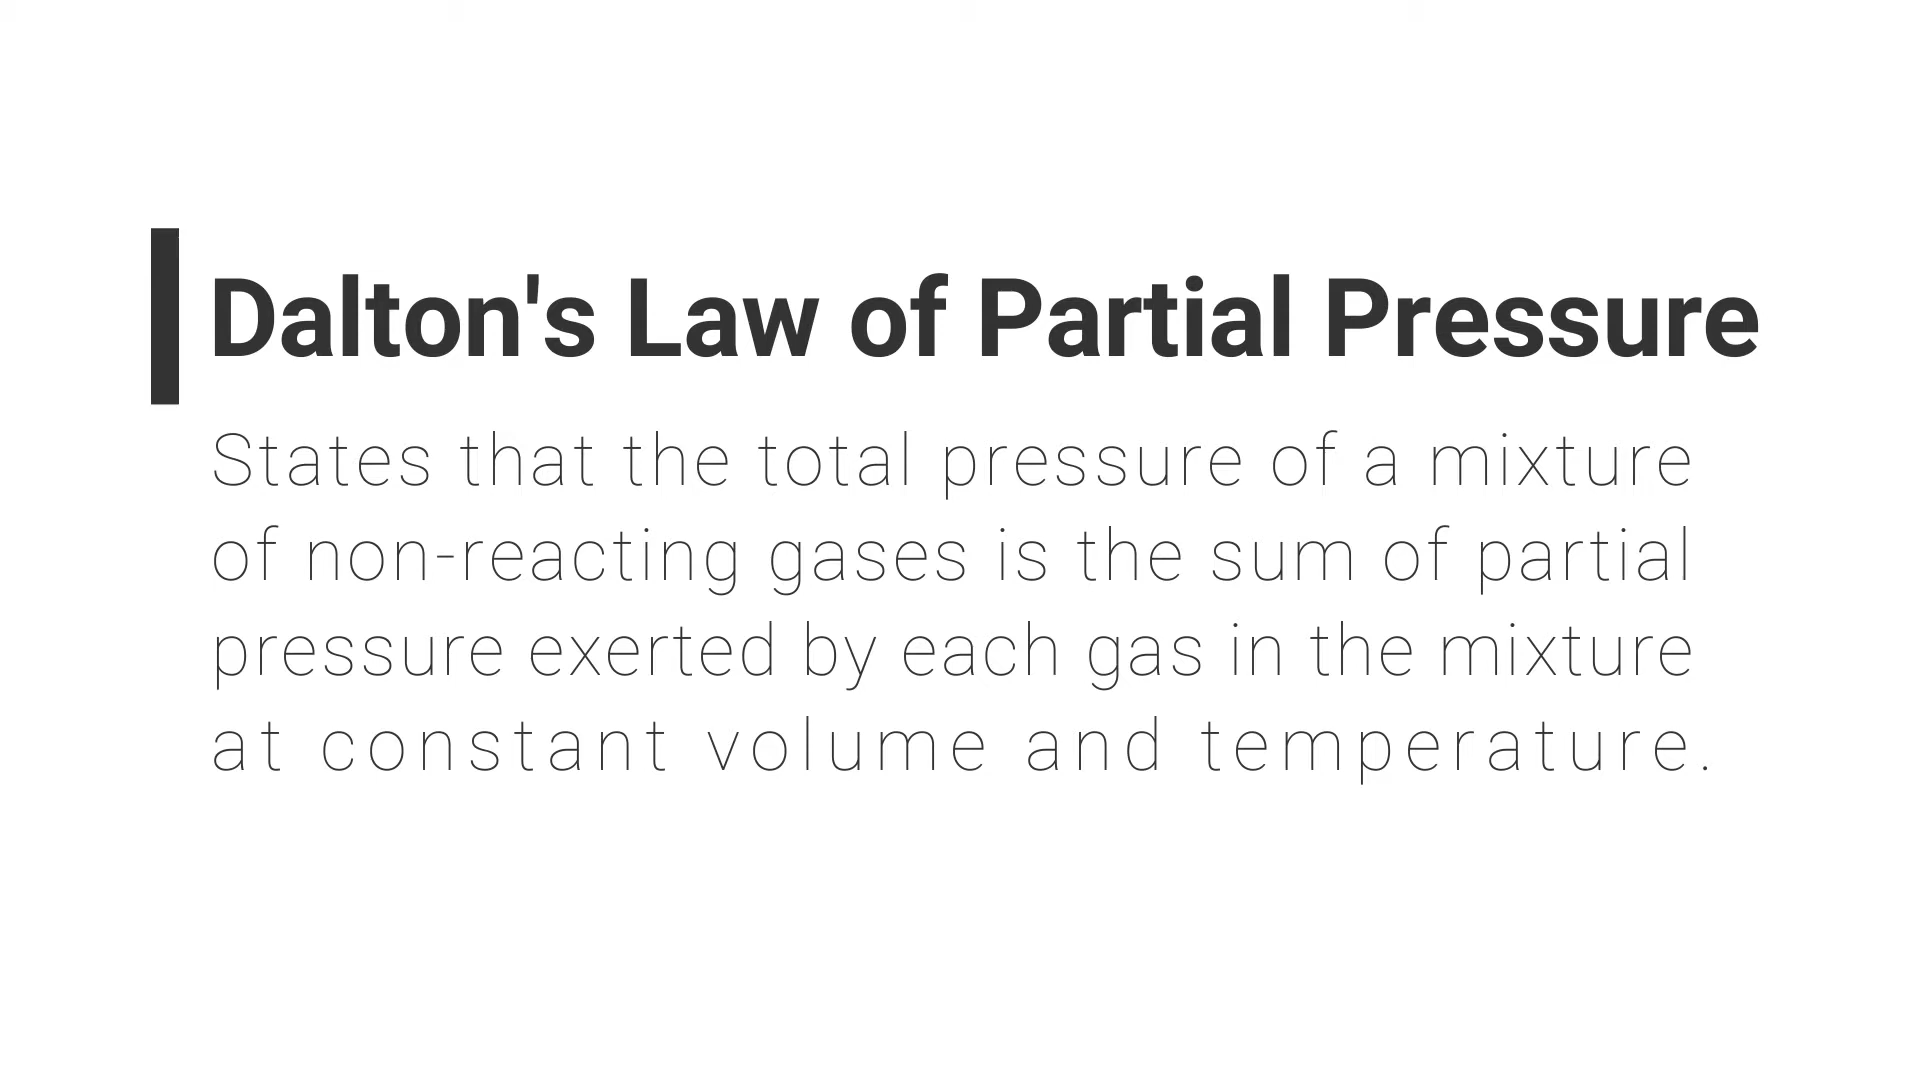 Dalton's Law of Partial Pressure
States that the total pressure of a mixture
of non-reacting gases is the sum of partial
pressure exerted by each gas in the mixture
at constant volume and temperature.